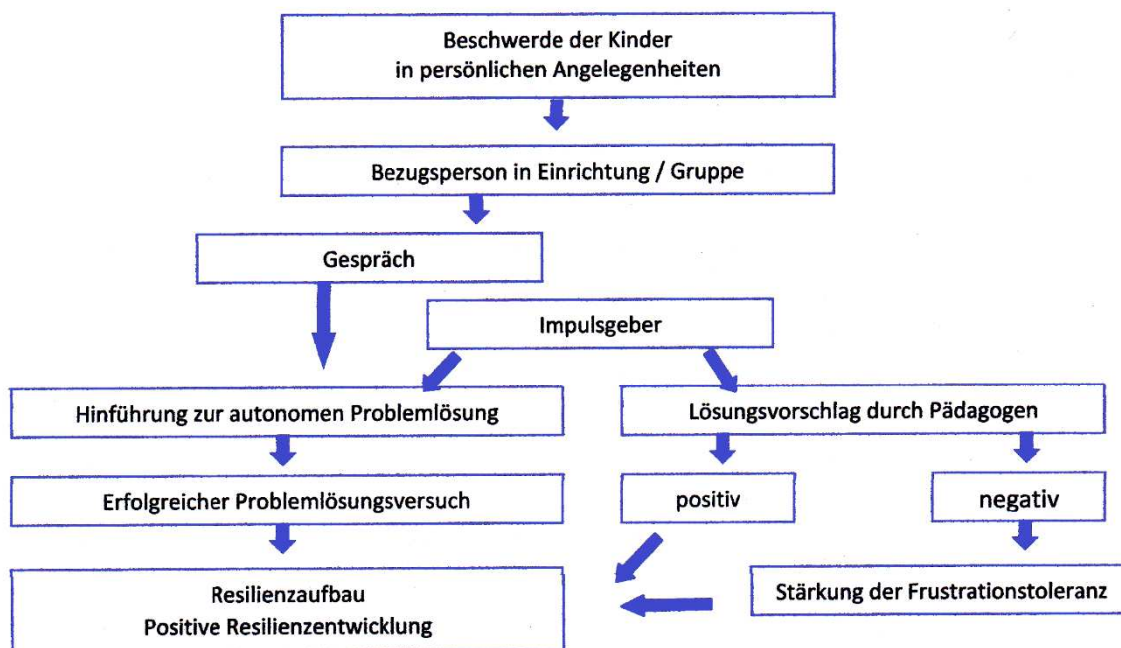 Beschwerde der Kinder
in persönlichen Angelegenheiten
Bezugsperson in Einrichtung / Gruppe
Gespräch
Impulsgeber
Hinführung zur autonomen Problemlösung
Lösungsvorschlag durch Pädagogen
Erfolgreicher Problemlösungsversuch
positiv
negativ
Resilienzaufbau
Positive Resilienzentwicklung
Stärkung der Frustrationstoleranz